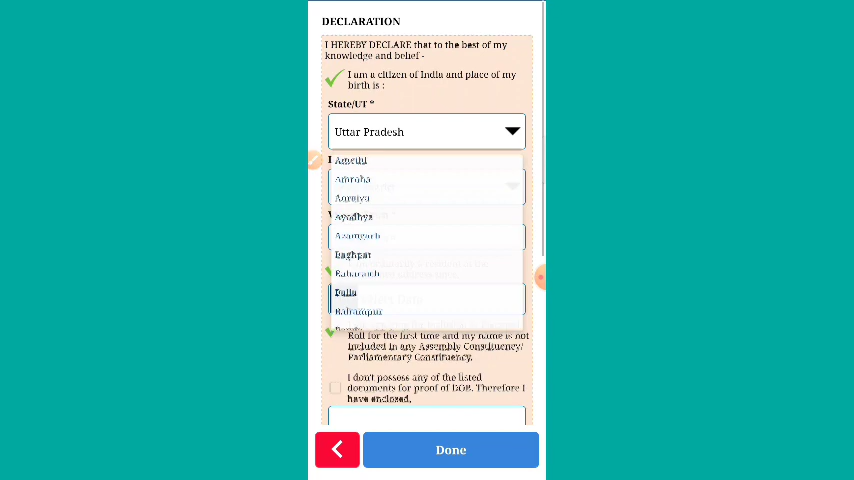 DECLARATION
I HEREBY DECLARE that to the best of my
knowledge and belief -
I am a citizen of India and place of my
birth is :
State/UT *
Uttar Pradesh
Amethi
Amroha
Auraiya
Ayodhya
Azamgarh
Baghpat
Bahraich
Ballia
Balrampur
Roll for the first time and my name is not
included in any Assembly Constituency/
Parliamentary Constituency.
I don't possess any of the listed
documents for proof of DOB. Therefore I
have enclosed,
Done